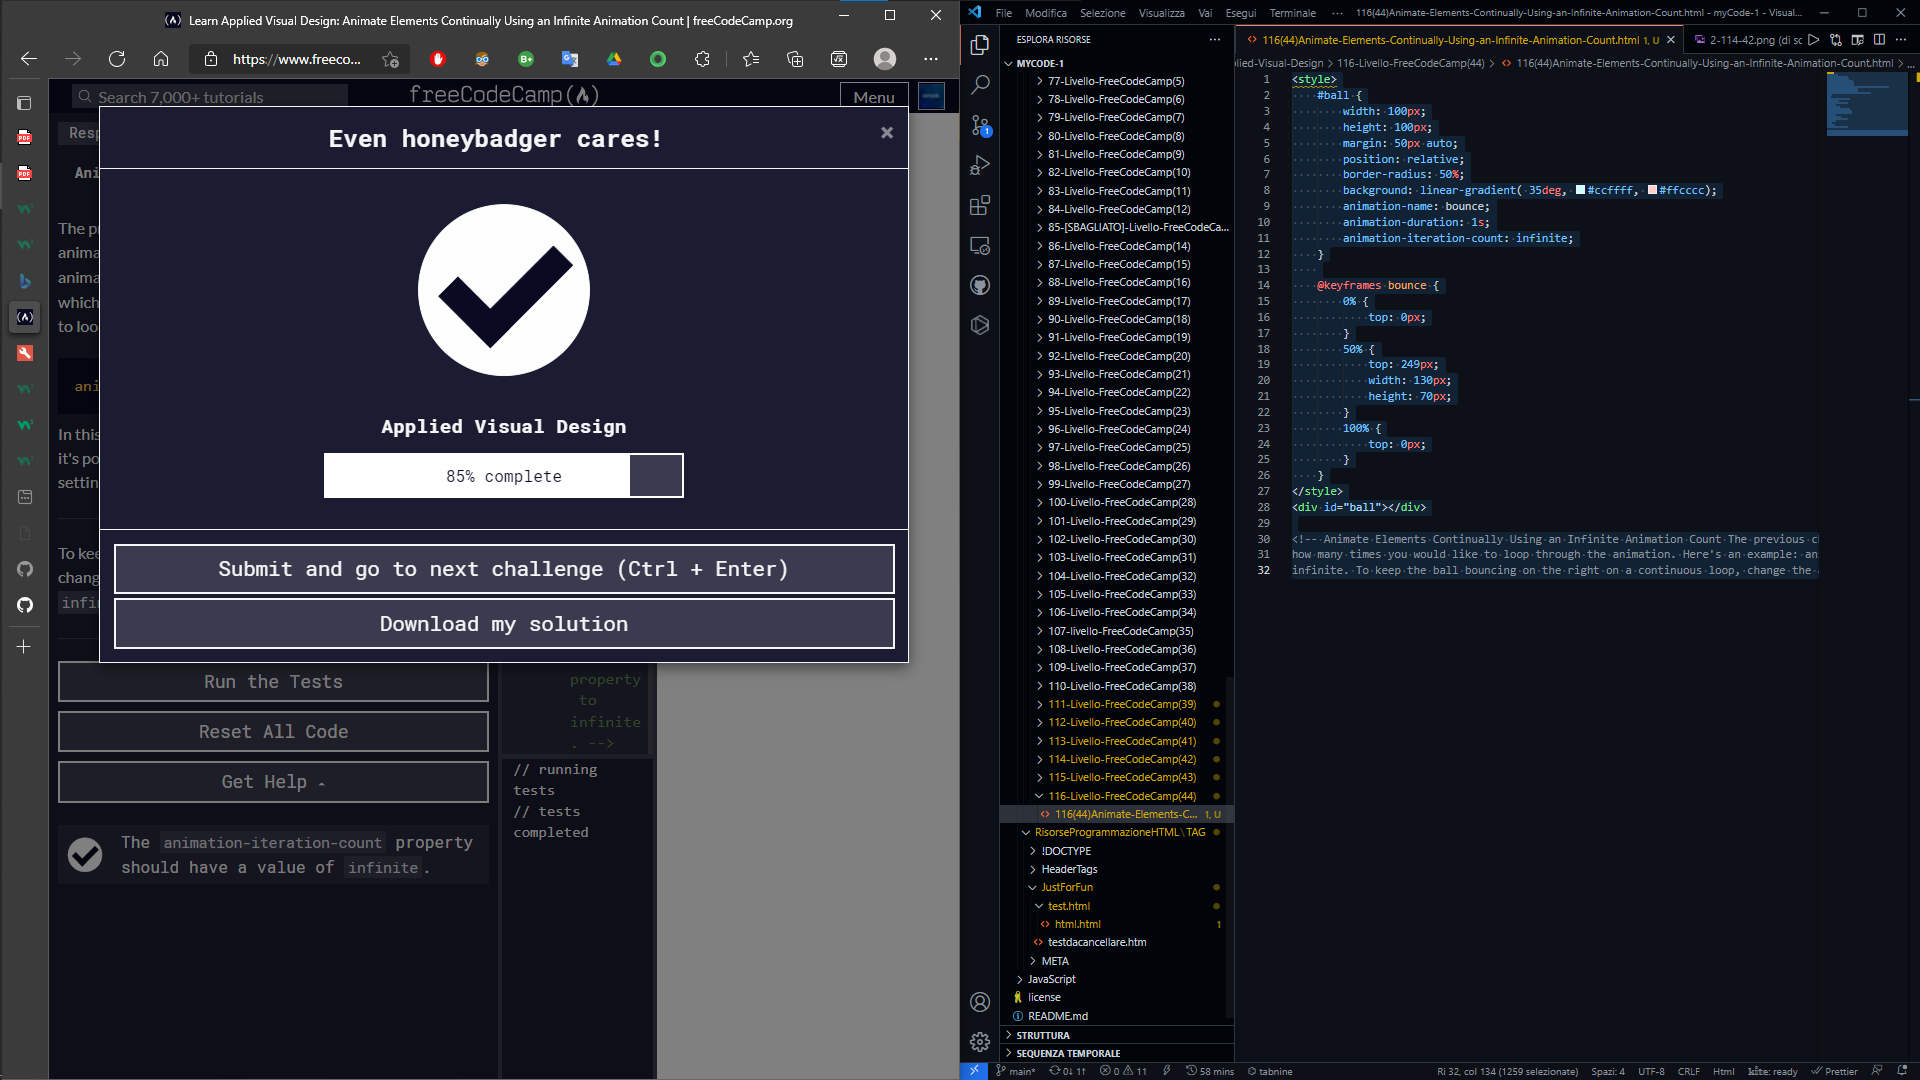 Learn Applied Visual Design: Animate Elements Continually Using an Infinite Animation Count | freeCodeCamp.org
https://www.freeco...
Search 7,000+ tutorials
freeCodeCamp(🔥)
Menu
Even honeybadger cares!
Applied Visual Design
85% complete
Submit and go to next challenge (Ctrl + Enter)
Download my solution
Run the Tests
Reset All Code
Get Help
The animation-iteration-count property
should have a value of infinite.
property
to
infinite
. -->
// running
tests
// tests
completed
File Modifica Selezione Visualizza Vai Esegui Terminale ··· 116(44)Animate-Elements-Continually-Using-an-Infinite-Animation-Count.html - myCode-1 - Visual...
ESPLORA RISORSE
MYCODE-1
77-Livello-FreeCodeCamp(5)
78-Livello-FreeCodeCamp(6)
79-Livello-FreeCodeCamp(7)
80-Livello-FreeCodeCamp(8)
81-Livello-FreeCodeCamp(9)
82-Livello-FreeCodeCamp(10)
83-Livello-FreeCodeCamp(11)
84-Livello-FreeCodeCamp(12)
85-[SBAGLIATO]-Livello-FreeCodeCa...
86-Livello-FreeCodeCamp(14)
87-Livello-FreeCodeCamp(15)
88-Livello-FreeCodeCamp(16)
89-Livello-FreeCodeCamp(17)
90-Livello-FreeCodeCamp(18)
91-Livello-FreeCodeCamp(19)
92-Livello-FreeCodeCamp(20)
93-Livello-FreeCodeCamp(21)
94-Livello-FreeCodeCamp(22)
95-Livello-FreeCodeCamp(23)
96-Livello-FreeCodeCamp(24)
97-Livello-FreeCodeCamp(25)
98-Livello-FreeCodeCamp(26)
99-Livello-FreeCodeCamp(27)
100-Livello-FreeCodeCamp(28)
101-Livello-FreeCodeCamp(29)
102-Livello-FreeCodeCamp(30)
103-Livello-FreeCodeCamp(31)
104-Livello-FreeCodeCamp(32)
105-Livello-FreeCodeCamp(33)
106-Livello-FreeCodeCamp(34)
107-livello-FreeCodeCamp(35)
108-Livello-FreeCodeCamp(36)
109-Livello-FreeCodeCamp(37)
110-Livello-FreeCodeCamp(38)
111-Livello-FreeCodeCamp(39)
112-Livello-FreeCodeCamp(40)
113-Livello-FreeCodeCamp(41)
114-Livello-FreeCodeCamp(42)
115-Livello-FreeCodeCamp(43)
116-Livello-FreeCodeCamp(44)
116(44)Animate-Elements-C... 1, U
RisorseProgrammazioneHTML\TAG
!DOCTYPE
HeaderTags
JustForFun
test.html
html.html 1
testdacancellare.htm
META
JavaScript
license
README.md
STRUTTURA
SEQUENZA TEMPORALE
116(44)Animate-Elements-Continually-Using-an-Infinite-Animation-Count.html 1, U
2-114-42.png (di sc
plied-Visual-Design > 116-Livello-FreeCodeCamp(44) > 116(44)Animate-Elements-Continually-Using-an-Infinite-Animation-Count.html > ...
1 <style>
2 #ball {
3 width: 100px;
4 height: 100px;
5 margin: 50px auto;
6 position: relative;
7 border-radius: 50%;
8 background: linear-gradient( 35deg, #ccffff, #ffcccc);
9 animation-name: bounce;
10 animation-duration: 1s;
11 animation-iteration-count: infinite;
12 }
13
14 @keyframes bounce {
15 0% {
16 top: 0px;
17 }
18 50% {
19 top: 249px;
20 width: 130px;
21 height: 70px;
22 }
23 100% {
24 top: 0px;
25 }
26 }
27 </style>
28 <div id="ball"></div>
29
30 <!-- Animate Elements Continually Using an Infinite Animation Count The previous c
31 how many times you would like to loop through the animation. Here's an example: an
32 infinite. To keep the ball bouncing on the right on a continuous loop, change the
main* 0↓ 1↑ 0 11 58 mins tabnine Ri 32, col 134 (1259 selezionate) Spazi: 4 UTF-8 CRLF Html kite: ready Prettier